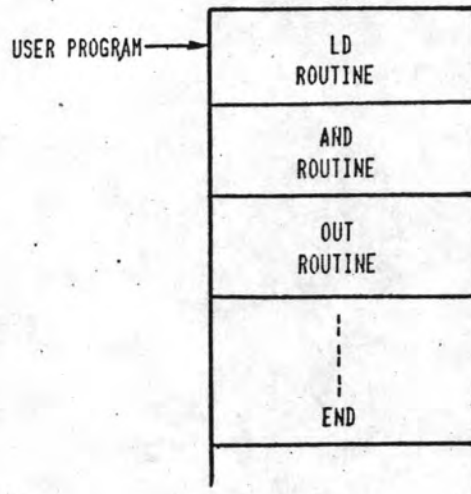 USER PROGRAM
LD
ROUTINE
AND
ROUTINE
OUT
ROUTINE
END